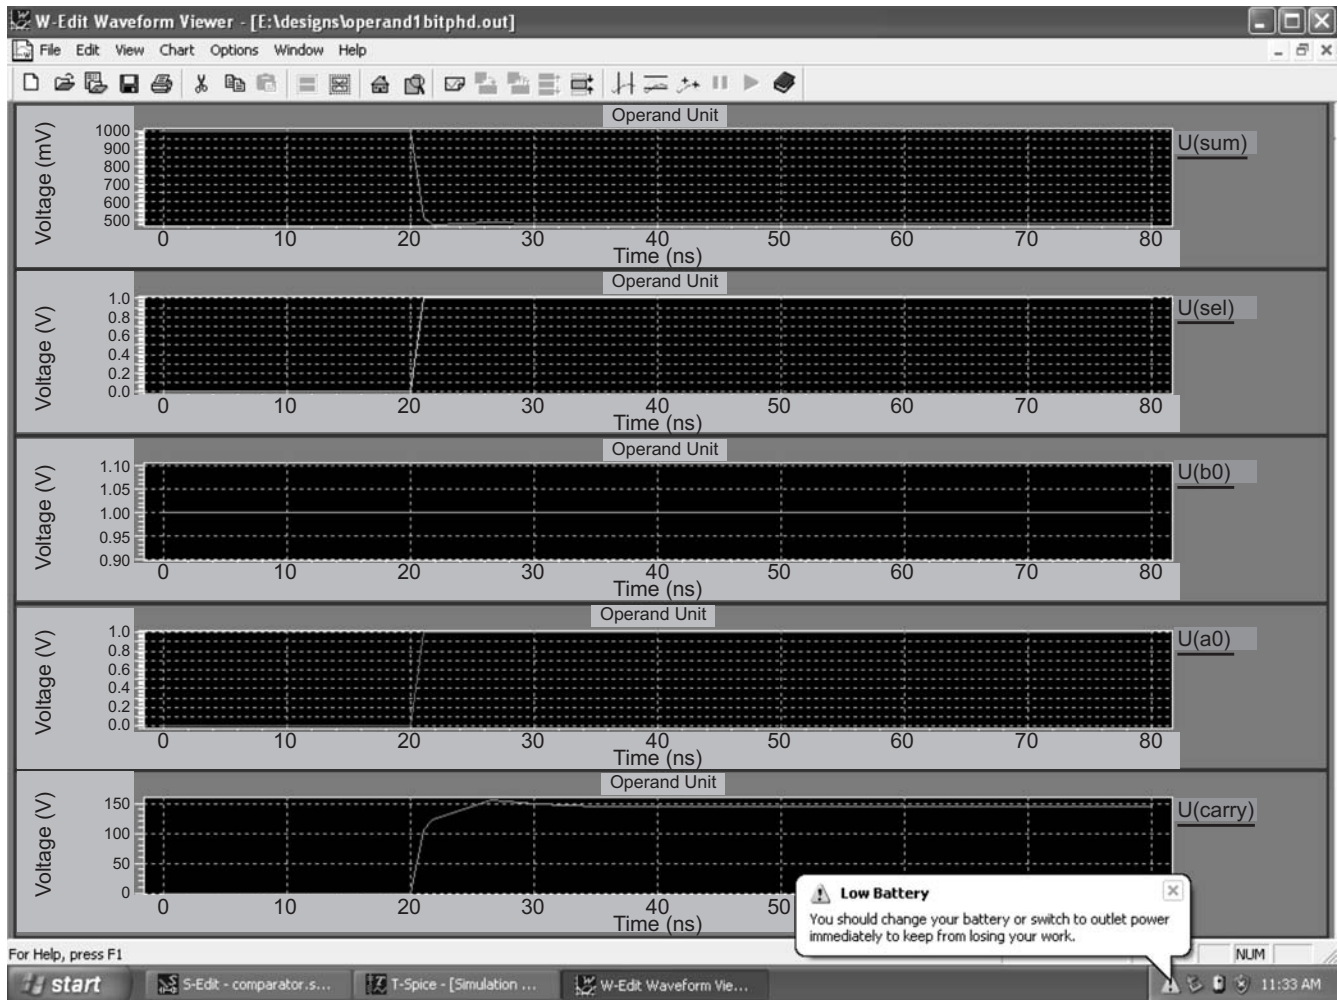 W-Edit Waveform Viewer - [E:\designs\operand1bitphd.out]
File Edit View Chart Options Window Help
Operand Unit
Voltage (mV)
1000
900
800
700
600
500
U(sum)
0 10 20 30 40 50 60 70 80
Time (ns)
Operand Unit
Voltage (V)
1.0
0.8
0.6
0.4
0.2
0.0
U(sel)
0 10 20 30 40 50 60 70 80
Time (ns)
Operand Unit
Voltage (V)
1.10
1.05
1.00
0.95
0.90
U(b0)
0 10 20 30 40 50 60 70 80
Time (ns)
Operand Unit
Voltage (V)
1.0
0.8
0.6
0.4
0.2
0.0
U(a0)
0 10 20 30 40 50 60 70 80
Time (ns)
Operand Unit
Voltage (V)
150
100
50
0
U(carry)
0 10 20 30 40 50
Time (ns)
Low Battery
You should change your battery or switch to outlet power
immediately to keep from losing your work.
For Help, press F1
NUM
start
S-Edit - comparator.s...
T-Spice - [Simulation ...
W-Edit Waveform Vie...
11:33 AM